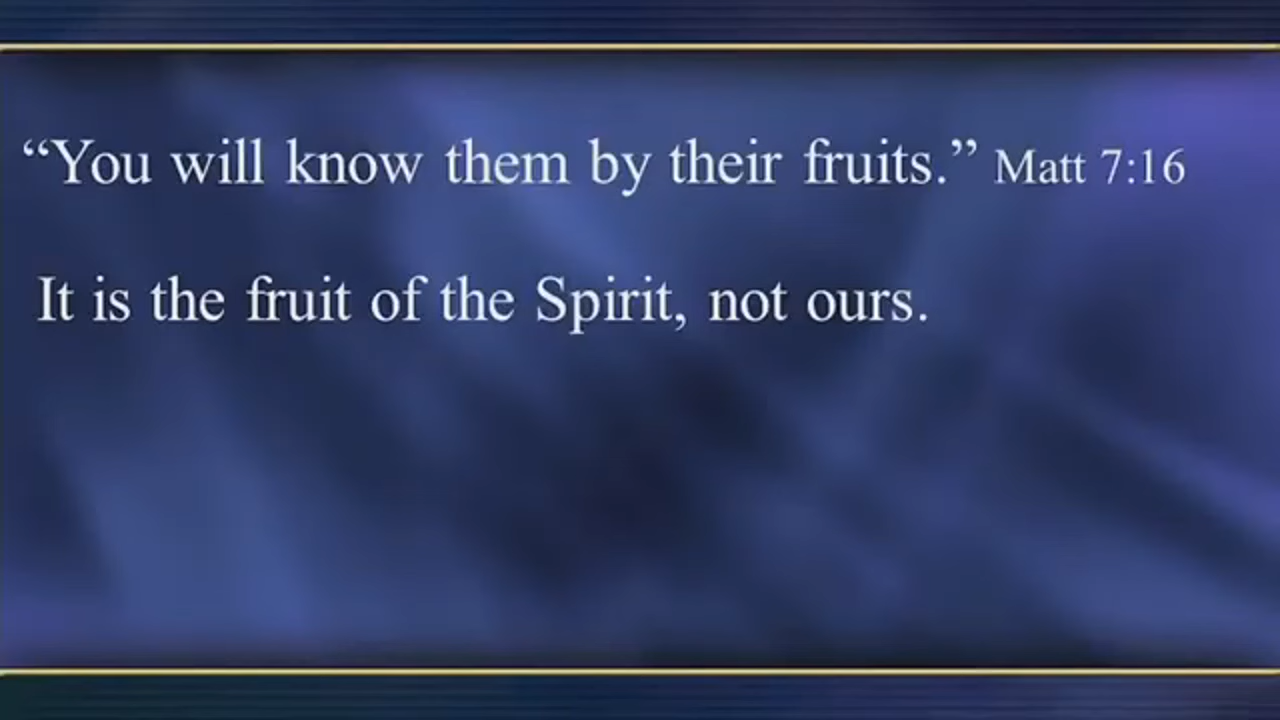 “You will know them by their fruits.” Matt 7:16
It is the fruit of the Spirit, not ours.